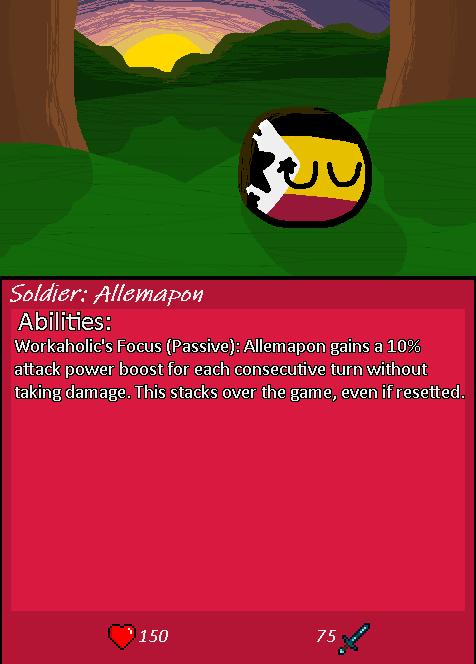 Soldier: Allemapon
Abilities:
Workaholic's Focus (Passive): Allemapon gains a 10%
attack power boost for each consecutive turn without
taking damage. This stacks over the game, even if resetted.
150
75